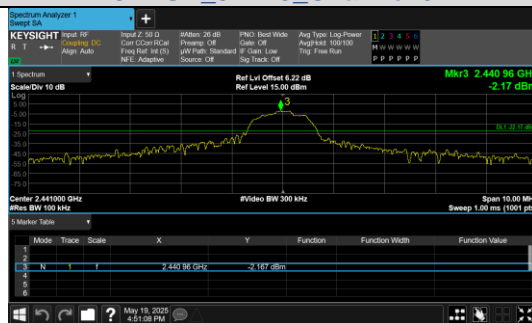 Spectrum Analyzer 1
Swept SA
+
KEYSIGHT Input: RF
R T Coupling: DC
Align: Auto
Input Z: 50 Ω
Corr CCorr RCal
Freq Ref: Int (S)
NFE: Adaptive
#Atten: 26 dB
Preamp: Off
µW Path: Standard
Source: Off
PNO: Best Wide
Gate: Off
IF Gain: Low
Sig Track: Off
Avg Type: Log-Power
Avg|Hold: 100/100
Trig: Free Run
1 2 3 4 5 6
M W W W W W
P P P P P P
1 Spectrum
Scale/Div 10 dB
Ref Lvl Offset 6.22 dB
Ref Level 15.00 dBm
Mkr3 2.440 96 GH
-2.17 dBr
Log
5.00
-5.00
-15.0
-25.0
-35.0
-45.0
-55.0
-65.0
-75.0
3
Center 2.441000 GHz
#Res BW 100 kHz
#Video BW 300 kHz
Span 10.00 MH
Sweep 1.00 ms (1001 pts
5 Marker Table
Mode Trace Scale X Y Function Function Width Function Value
1
2
3 N 1 f 2.440 96 GHz -2.167 dBm
4
5
6
?
May 19, 2025
4:51:08 PM